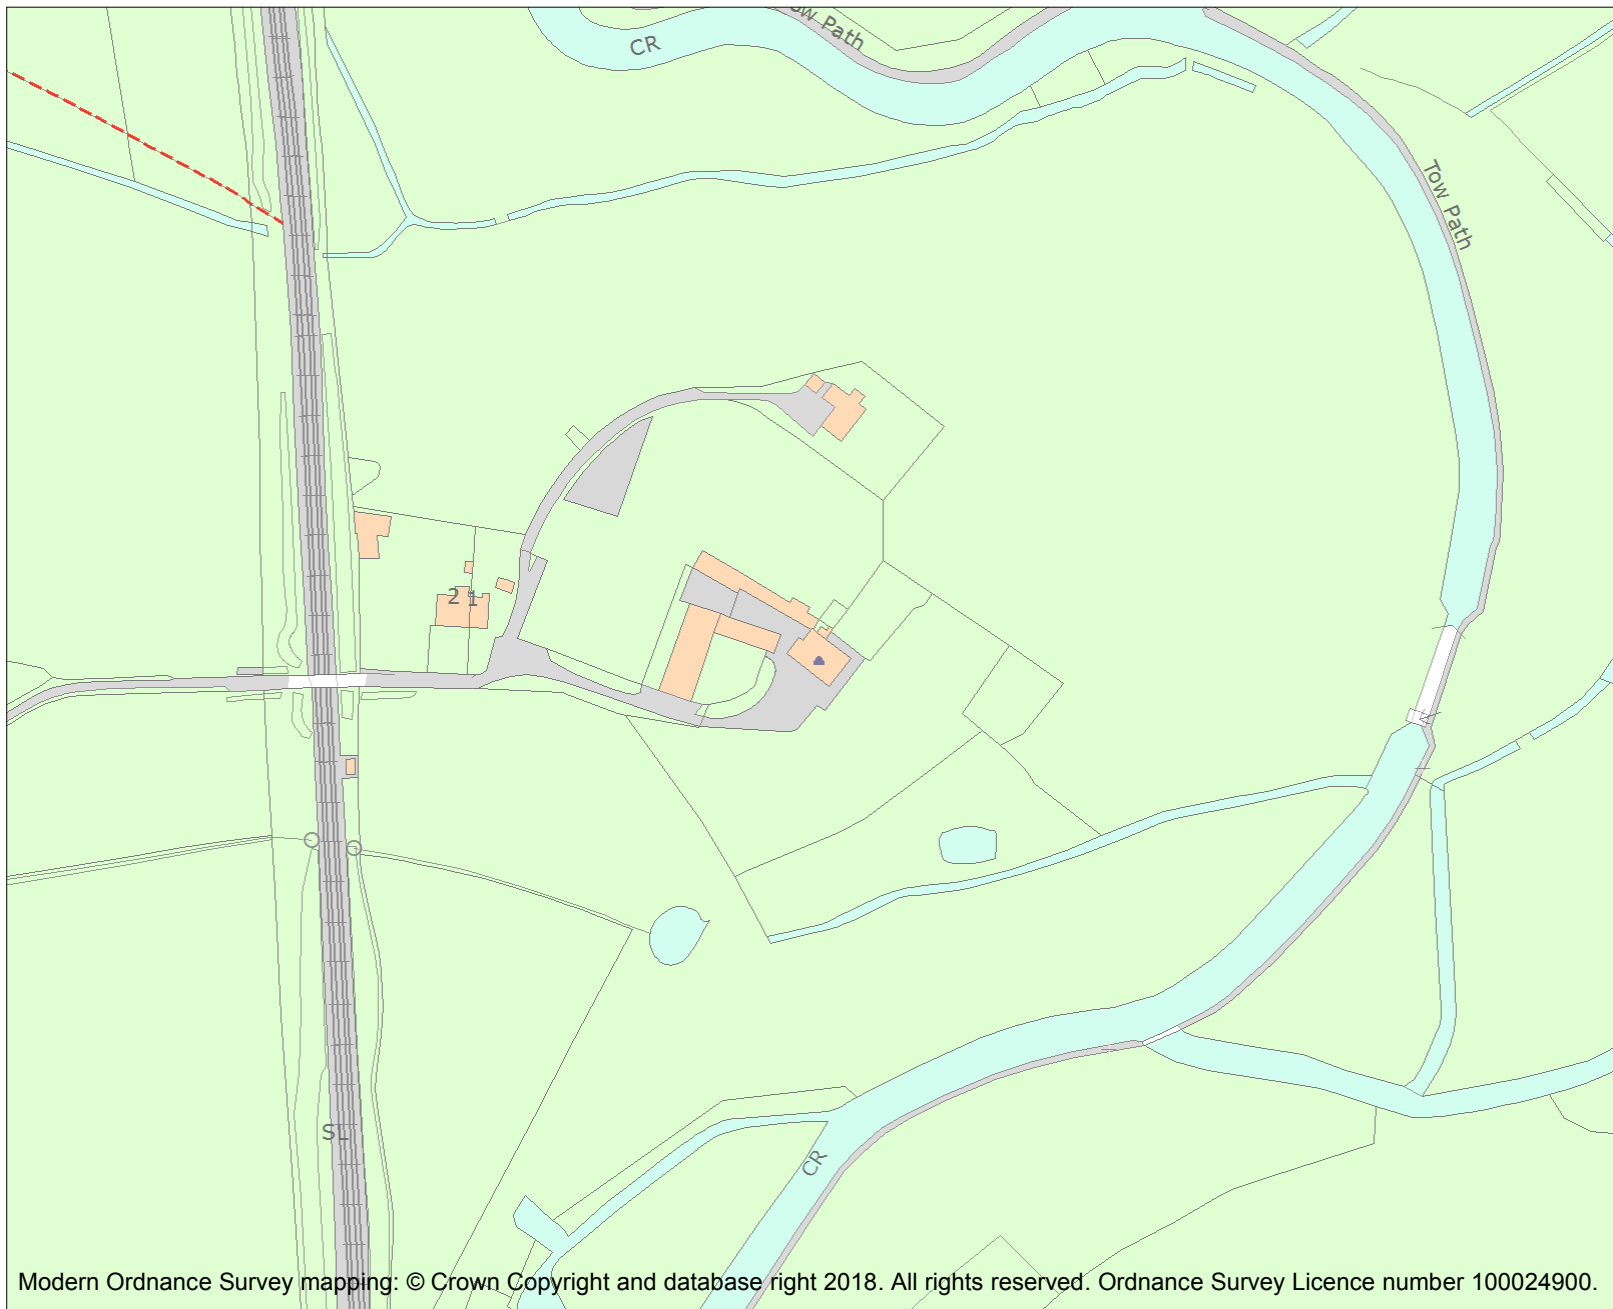 ow Path
CR
Tow Path
2 1
SL
CR
Modern Ordnance Survey mapping: © Crown Copyright and database right 2018. All rights reserved. Ordnance Survey Licence number 100024900.